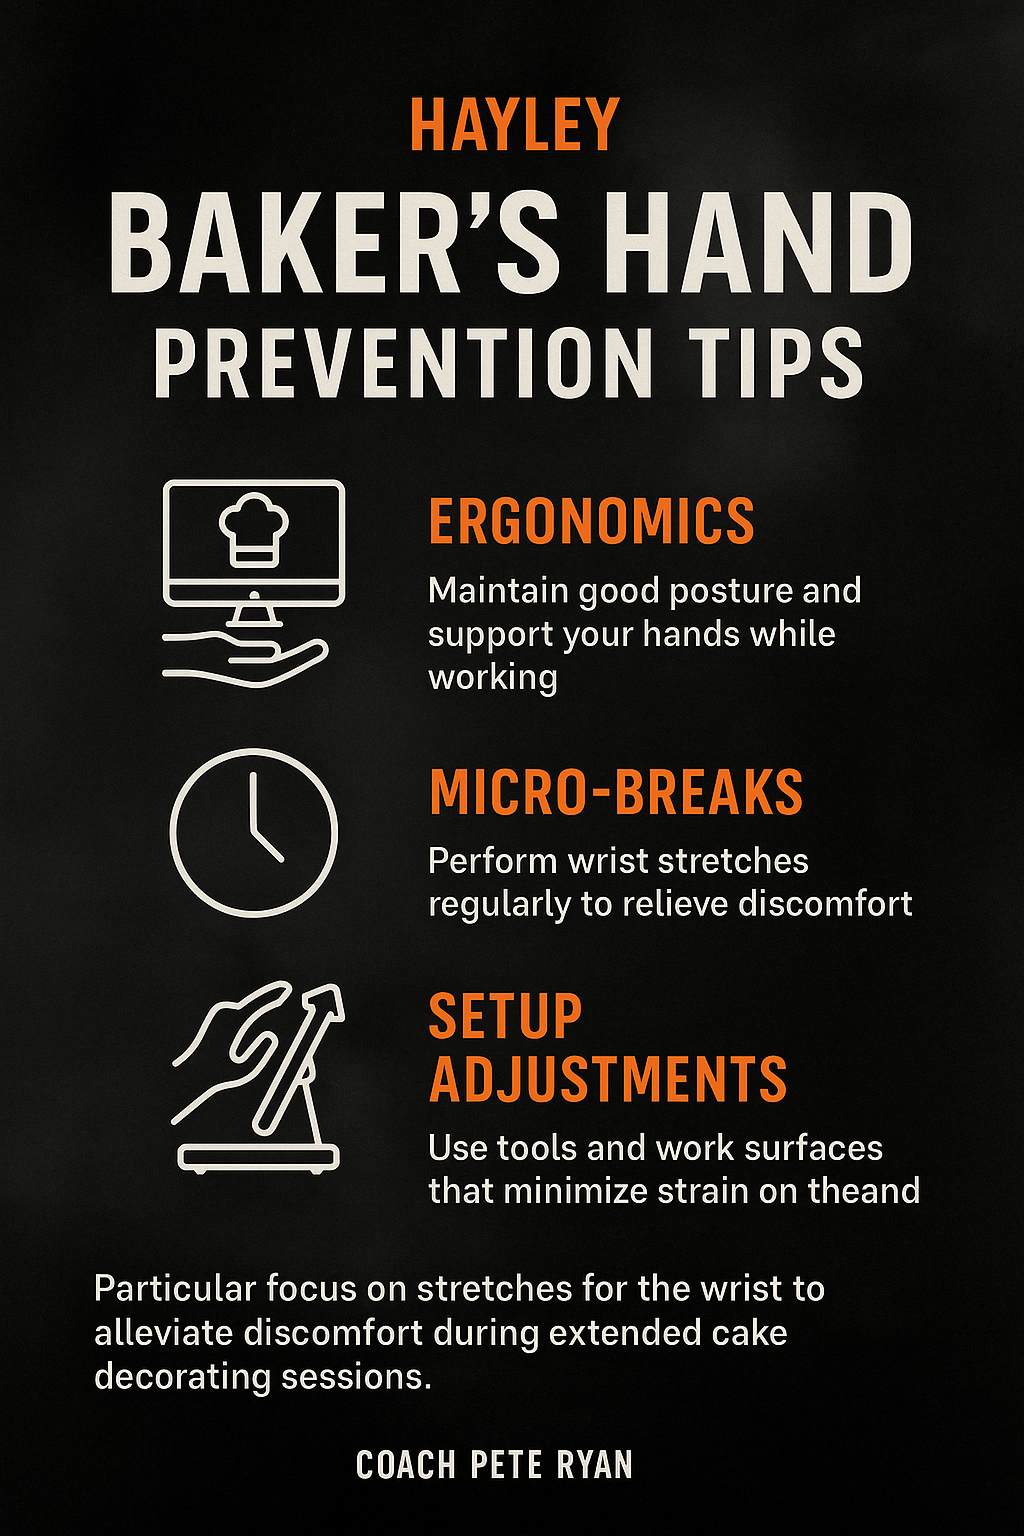 HAYLEY
BAKER’S HAND
PREVENTION TIPS
ERGONOMICS
Maintain good posture and
support your hands while
working
MICRO-BREAKS
Perform wrist stretches
regularly to relieve discomfort
SETUP
ADJUSTMENTS
Use tools and work surfaces
that minimize strain on theand
Particular focus on stretches for the wrist to
alleviate discomfort during extended cake
decorating sessions.
COACH PETE RYAN